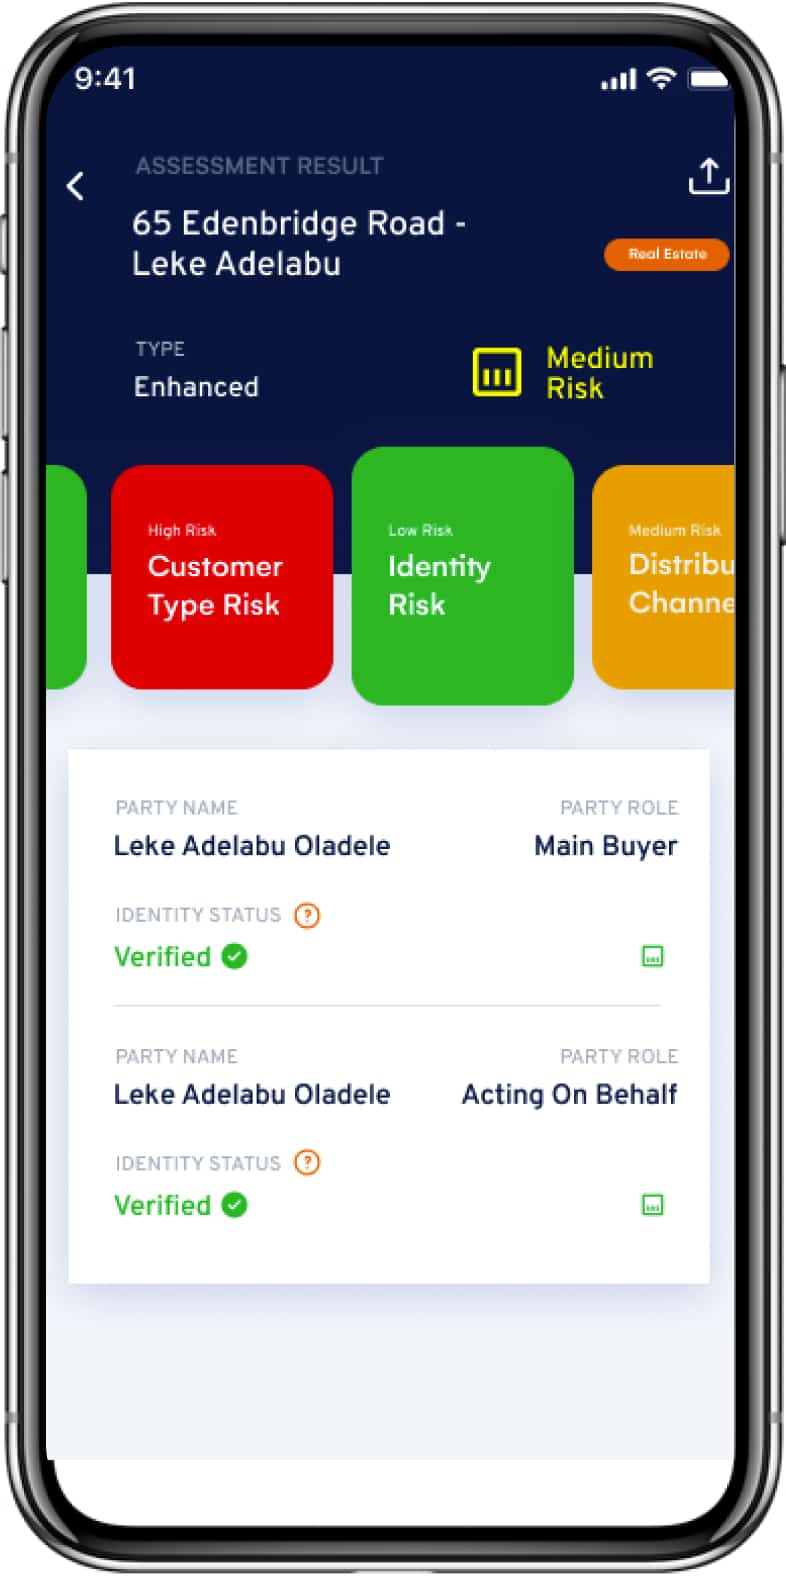 9:41
ASSESSMENT RESULT
65 Edenbridge Road -
Leke Adelabu
Real Estate
TYPE
Enhanced
Medium
Risk
High Risk
Customer
Type Risk
Low Risk
Identity
Risk
Medium Risk
Distribu
Channe
PARTY NAME
PARTY ROLE
Leke Adelabu Oladele
Main Buyer
IDENTITY STATUS ?
Verified
PARTY NAME
PARTY ROLE
Leke Adelabu Oladele
Acting On Behalf
IDENTITY STATUS ?
Verified